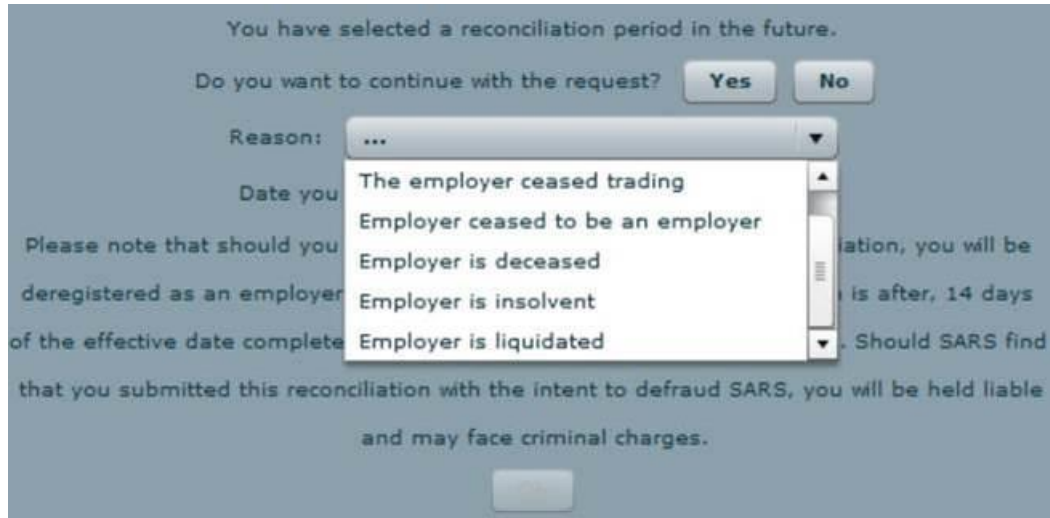 You have selected a reconciliation period in the future.
Do you want to continue with the request? Yes No
Reason: ...
The employer ceased trading
Date you
Employer ceased to be an employer
Please note that should you iation, you will be
Employer is deceased
deregistered as an employer is after, 14 days
Employer is insolvent
of the effective date complete Employer is liquidated . Should SARS find
that you submitted this reconciliation with the intent to defraud SARS, you will be held liable
and may face criminal charges.